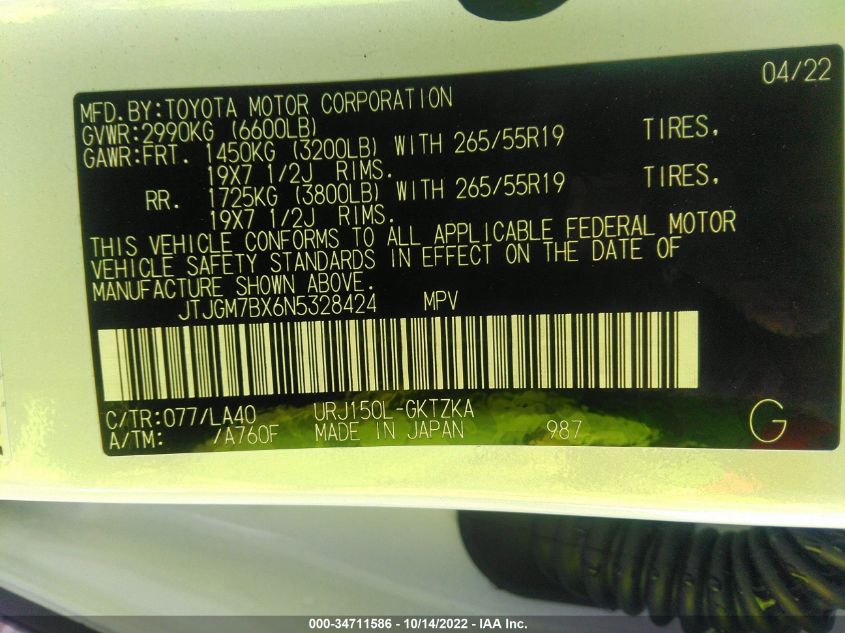 04/22
MFD.BY:TOYOTA MOTOR CORPORATION
GVWR:2990KG (6600LB)
GAWR:FRT. 1450KG (3200LB) WITH 265/55R19 TIRES,
19X7 1/2J RIMS.
RR. 1725KG (3800LB) WITH 265/55R19 TIRES,
19X7 1/2J RIMS.
THIS VEHICLE CONFORMS TO ALL APPLICABLE FEDERAL MOTOR
VEHICLE SAFETY STANDARDS IN EFFECT ON THE DATE OF
MANUFACTURE SHOWN ABOVE.
JTJGM7BX6N5328424 MPV
C/TR:077/LA40 URJ150L-GKTZKA
A/TM: /A760F MADE IN JAPAN 987 G
000-34711586 - 10/14/2022 - IAA Inc.